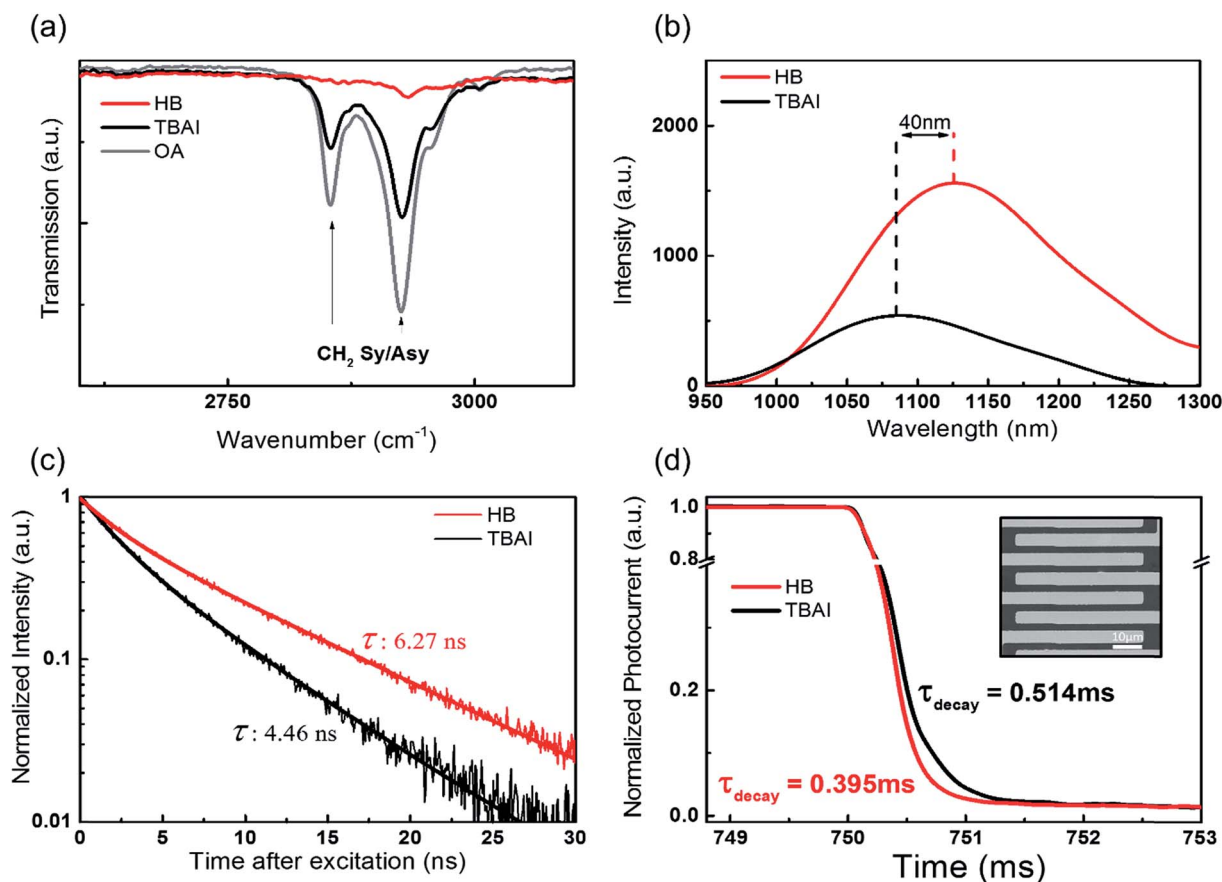 (a)
HB
TBAI
OA
CH₂ Sy/Asy
Transmission (a.u.)
2750
3000
Wavenumber (cm⁻¹)
(b)
HB
TBAI
40nm
Intensity (a.u.)
2000
1000
0
950 1000 1050 1100 1150 1200 1250 1300
Wavelength (nm)
(c)
HB
TBAI
τ : 6.27 ns
τ : 4.46 ns
Normalized Intensity (a.u.)
1
0.1
0.01
0 5 10 15 20 25 30
Time after excitation (ns)
(d)
HB
TBAI
10μm
τdecay = 0.514ms
τdecay = 0.395ms
Normalized Photocurrent (a.u.)
1.0
0.8
0.2
0.0
749 750 751 752 753
Time (ms)